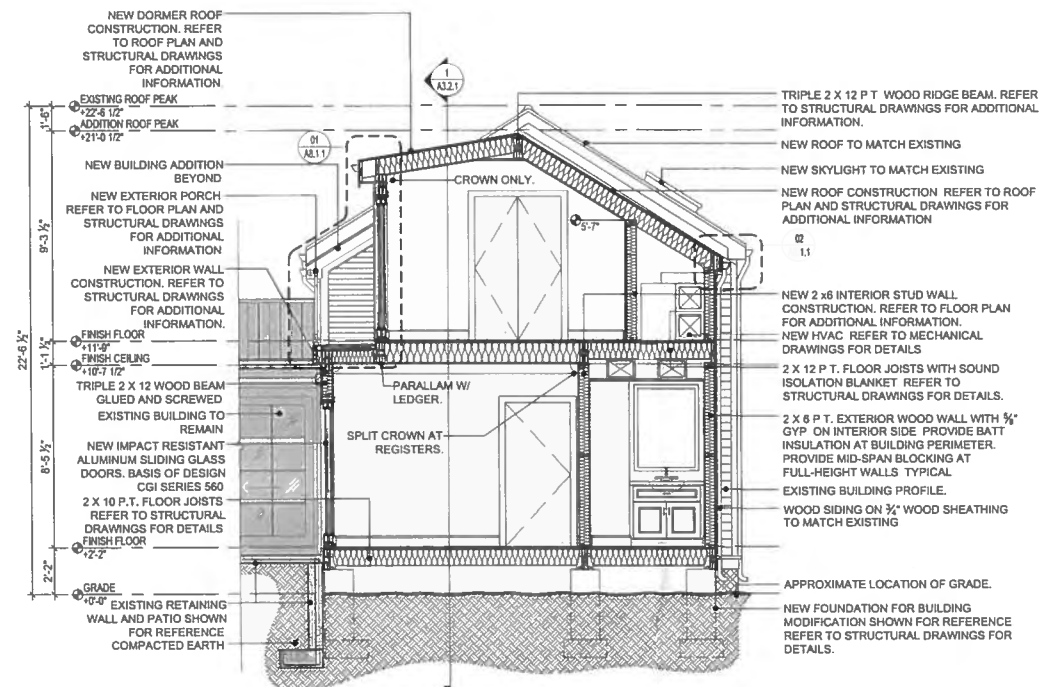 NEW DORMER ROOF
CONSTRUCTION. REFER
TO ROOF PLAN AND
STRUCTURAL DRAWINGS
FOR ADDITIONAL
INFORMATION
EXISTING ROOF PEAK
+22'-6 1/2"
ADDITION ROOF PEAK
+21'-0 1/2"
NEW BUILDING ADDITION
BEYOND
NEW EXTERIOR PORCH
REFER TO FLOOR PLAN AND
STRUCTURAL DRAWINGS
FOR ADDITIONAL
INFORMATION
NEW EXTERIOR WALL
CONSTRUCTION. REFER TO
STRUCTURAL DRAWINGS
FOR ADDITIONAL
INFORMATION.
FINISH FLOOR
+11'-9"
FINISH CEILING
+10'-7 1/2"
TRIPLE 2 X 12 WOOD BEAM
GLUED AND SCREWED
EXISTING BUILDING TO
REMAIN
NEW IMPACT RESISTANT
ALUMINUM SLIDING GLASS
DOORS. BASIS OF DESIGN
CGI SERIES 560
2 X 10 P.T. FLOOR JOISTS
REFER TO STRUCTURAL
DRAWINGS FOR DETAILS
FINISH FLOOR
+2'-2"
GRADE
+0'-0"
EXISTING RETAINING
WALL AND PATIO SHOWN
FOR REFERENCE
COMPACTED EARTH
22'-6 1/2"
1'-6"
9'-3 1/2"
1'-1 1/2"
8'-5 1/2"
2'-2"
1
A3.2.1
01
A8.1.1
CROWN ONLY.
5'-7"
PARALLAM W/
LEDGER.
SPLIT CROWN AT
REGISTERS.
TRIPLE 2 X 12 P T WOOD RIDGE BEAM. REFER
TO STRUCTURAL DRAWINGS FOR ADDITIONAL
INFORMATION.
NEW ROOF TO MATCH EXISTING
NEW SKYLIGHT TO MATCH EXISTING
NEW ROOF CONSTRUCTION REFER TO ROOF
PLAN AND STRUCTURAL DRAWINGS FOR
ADDITIONAL INFORMATION
02
1.1
NEW 2 x6 INTERIOR STUD WALL
CONSTRUCTION. REFER TO FLOOR PLAN
FOR ADDITIONAL INFORMATION.
NEW HVAC REFER TO MECHANICAL
DRAWINGS FOR DETAILS
2 X 12 P T. FLOOR JOISTS WITH SOUND
ISOLATION BLANKET REFER TO
STRUCTURAL DRAWINGS FOR DETAILS.
2 X 6 P T. EXTERIOR WOOD WALL WITH ⅝"
GYP ON INTERIOR SIDE PROVIDE BATT
INSULATION AT BUILDING PERIMETER.
PROVIDE MID-SPAN BLOCKING AT
FULL-HEIGHT WALLS TYPICAL
EXISTING BUILDING PROFILE.
WOOD SIDING ON ¾" WOOD SHEATHING
TO MATCH EXISTING
APPROXIMATE LOCATION OF GRADE.
NEW FOUNDATION FOR BUILDING
MODIFICATION SHOWN FOR REFERENCE
REFER TO STRUCTURAL DRAWINGS FOR
DETAILS.